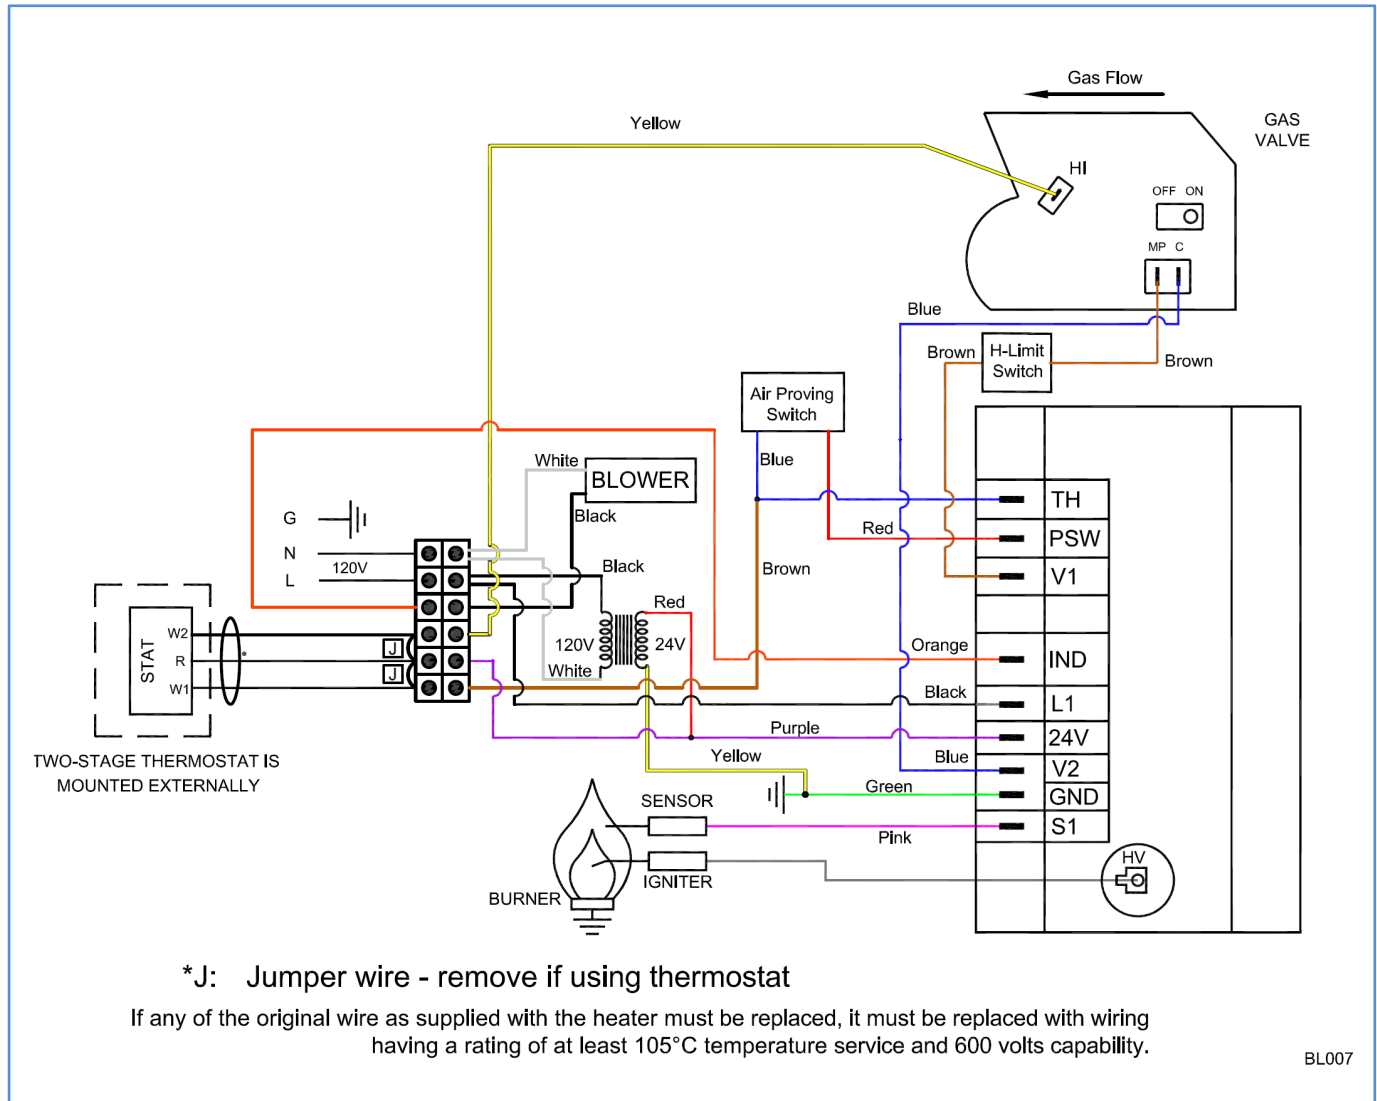 Gas Flow
GAS
VALVE
Yellow
HI
OFF ON
MP C
Blue
Brown
H-Limit
Switch
Brown
Air Proving
Switch
White
BLOWER
Blue
Black
TH
G
Red
PSW
N
120V
Black
Brown
V1
L
Red
STAT
W2
R
W1
J
J
*
120V
24V
White
Orange
IND
Black
L1
Purple
24V
TWO-STAGE THERMOSTAT IS
MOUNTED EXTERNALLY
Yellow
Blue
V2
Green
GND
SENSOR
Pink
S1
IGNITER
HV
BURNER
*J: Jumper wire - remove if using thermostat
If any of the original wire as supplied with the heater must be replaced, it must be replaced with wiring
having a rating of at least 105°C temperature service and 600 volts capability.
BL007